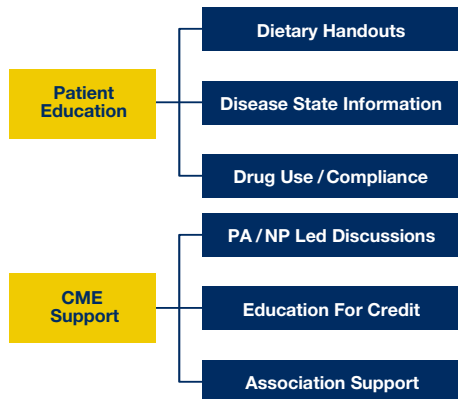 Patient
Education
Dietary Handouts
Disease State Information
Drug Use / Compliance
CME
Support
PA / NP Led Discussions
Education For Credit
Association Support